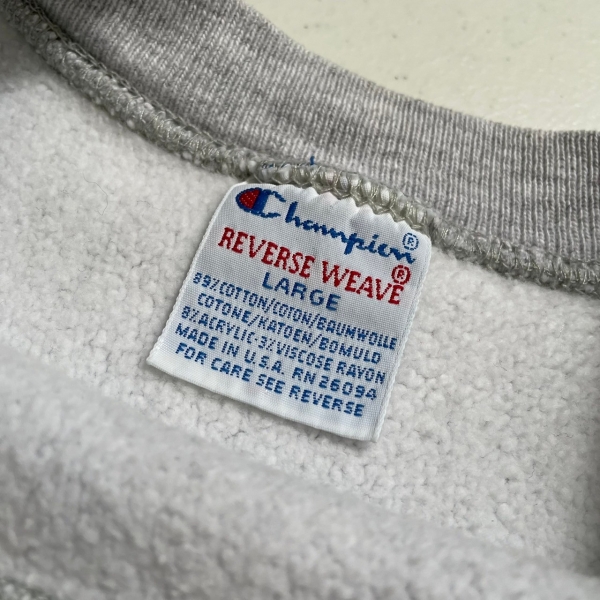 Champion®
REVERSE WEAVE®
LARGE
89% COTTON/COTON/BAUMWOLLE
COTONE/KATOEN/BOMULD
8% ACRYLIC-3% VISCOSE RAYON
MADE IN U.S.A. RN 26094
FOR CARE SEE REVERSE